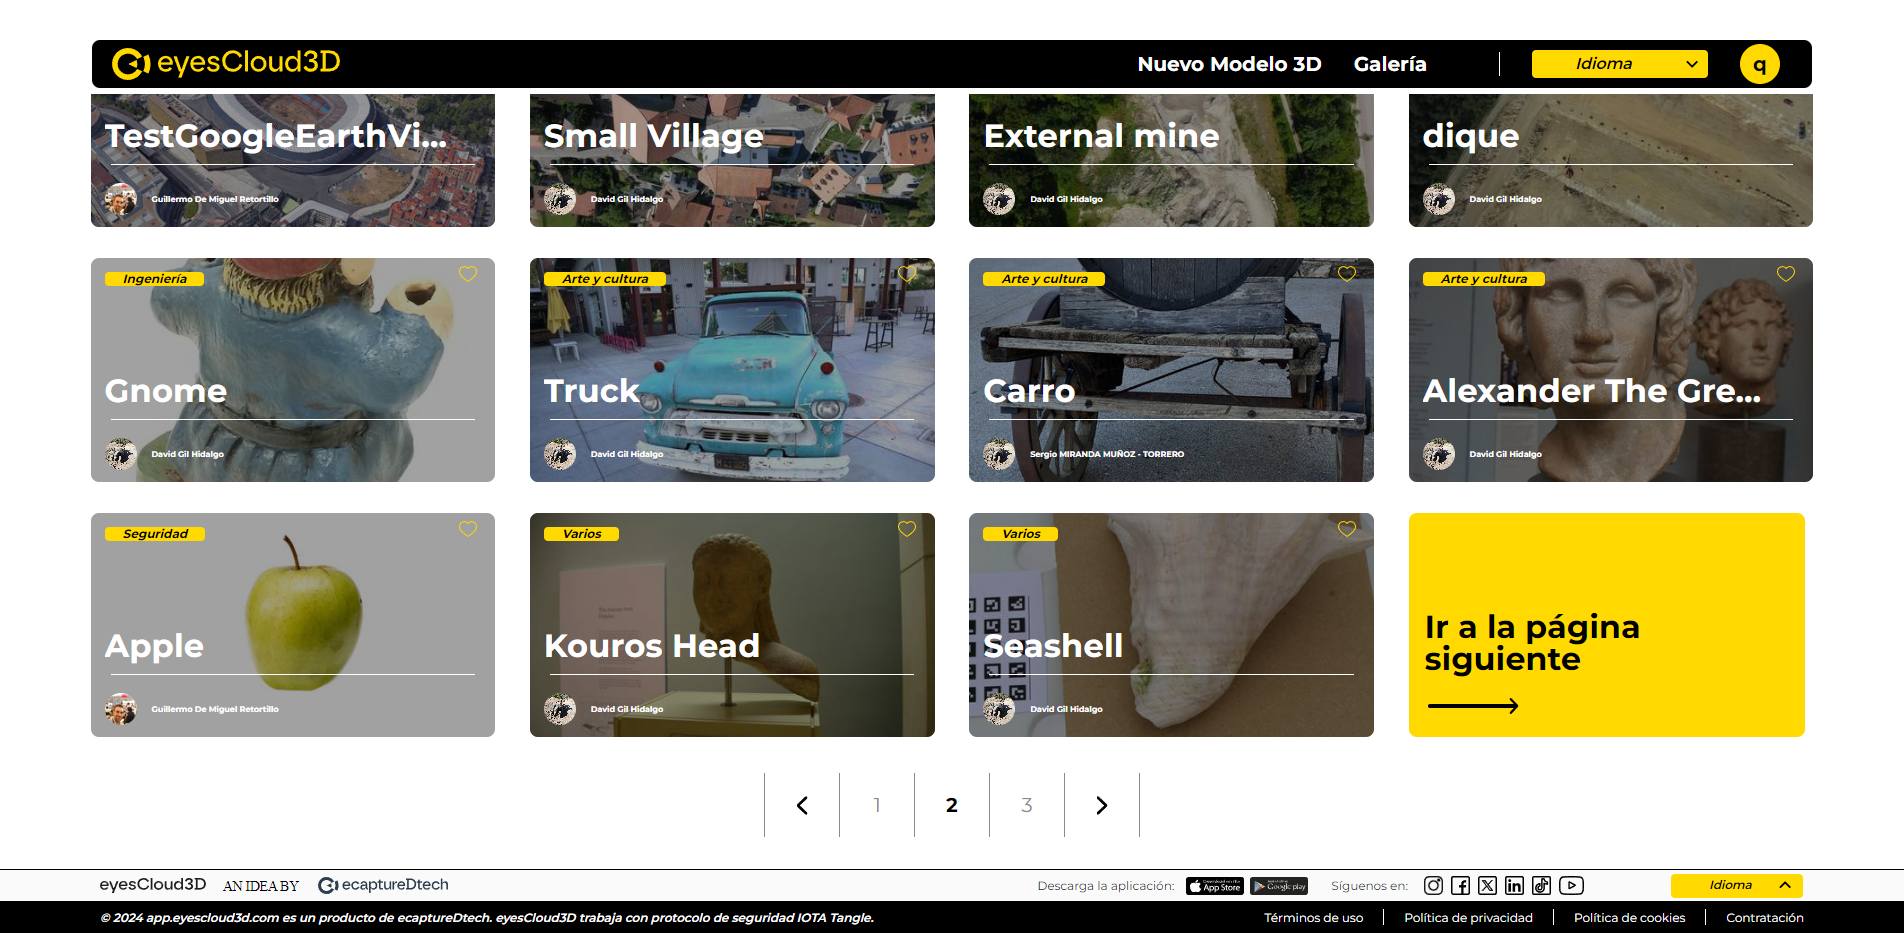 eyesCloud3D
Nuevo Modelo 3D
Galería
Idioma
q
TestGoogleEarthVi...
Guillermo De Miguel Retortillo
Small Village
David Gil Hidalgo
External mine
David Gil Hidalgo
dique
David Gil Hidalgo
Ingeniería
Gnome
David Gil Hidalgo
Arte y cultura
Truck
David Gil Hidalgo
Arte y cultura
Carro
Sergio MIRANDA MUÑOZ - TORRERO
Arte y cultura
Alexander The Gre...
David Gil Hidalgo
Seguridad
Apple
Guillermo De Miguel Retortillo
Varios
Kouros Head
David Gil Hidalgo
Varios
Seashell
David Gil Hidalgo
Ir a la página
siguiente
1
2
3
eyesCloud3D
AN IDEA BY
ecaptureDtech
Descarga la aplicación:
App Store
Google play
Síguenos en:
Idioma
© 2024 app.eyescloud3d.com es un producto de ecaptureDtech. eyesCloud3D trabaja con protocolo de seguridad IOTA Tangle.
Términos de uso
Política de privacidad
Política de cookies
Contratación